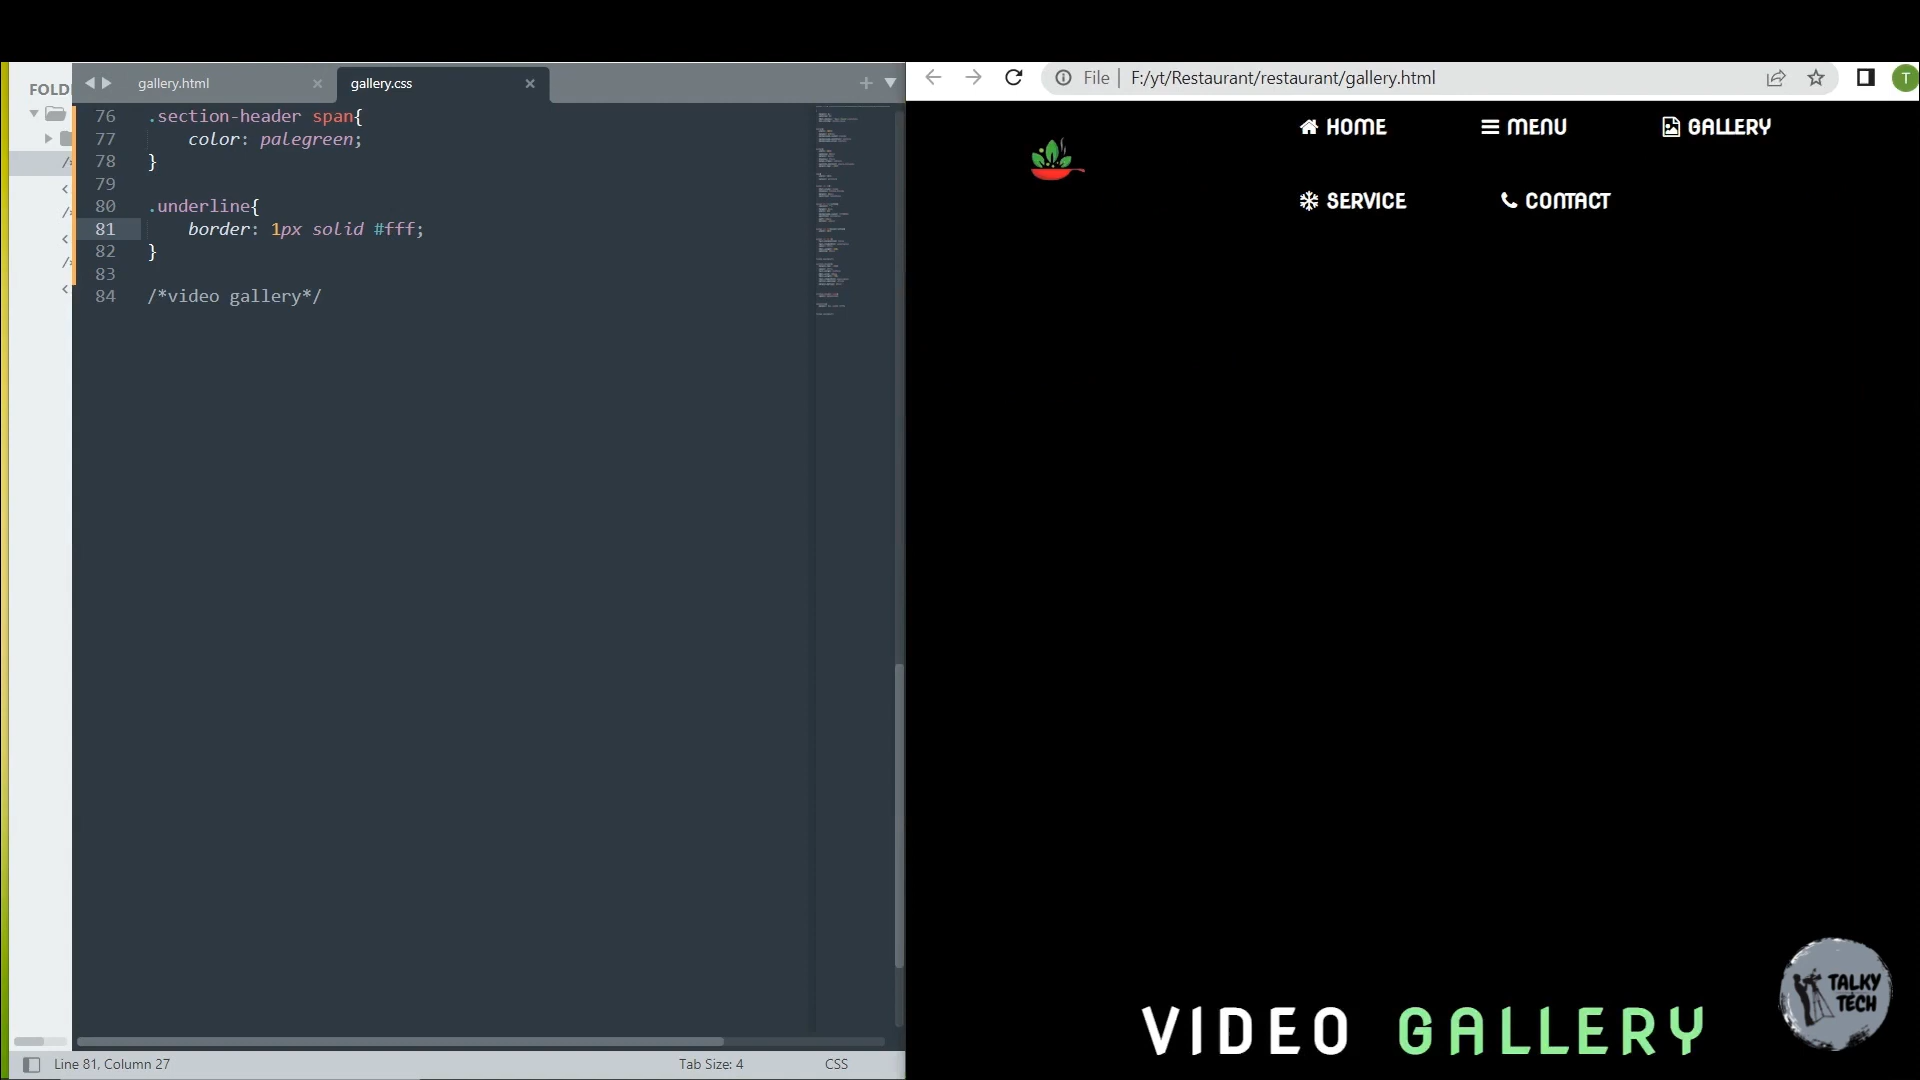 FOLD
gallery.html
gallery.css
76 .section-header span{
77 color: palegreen;
78 }
79
80 .underline{
81 border: 1px solid #fff;
82 }
83
84 /*video gallery*/
Line 81, Column 27
Tab Size: 4
CSS
File F:/yt/Restaurant/restaurant/gallery.html
T
HOME MENU GALLERY
SERVICE CONTACT
VIDEO GALLERY
TALKY
TECH